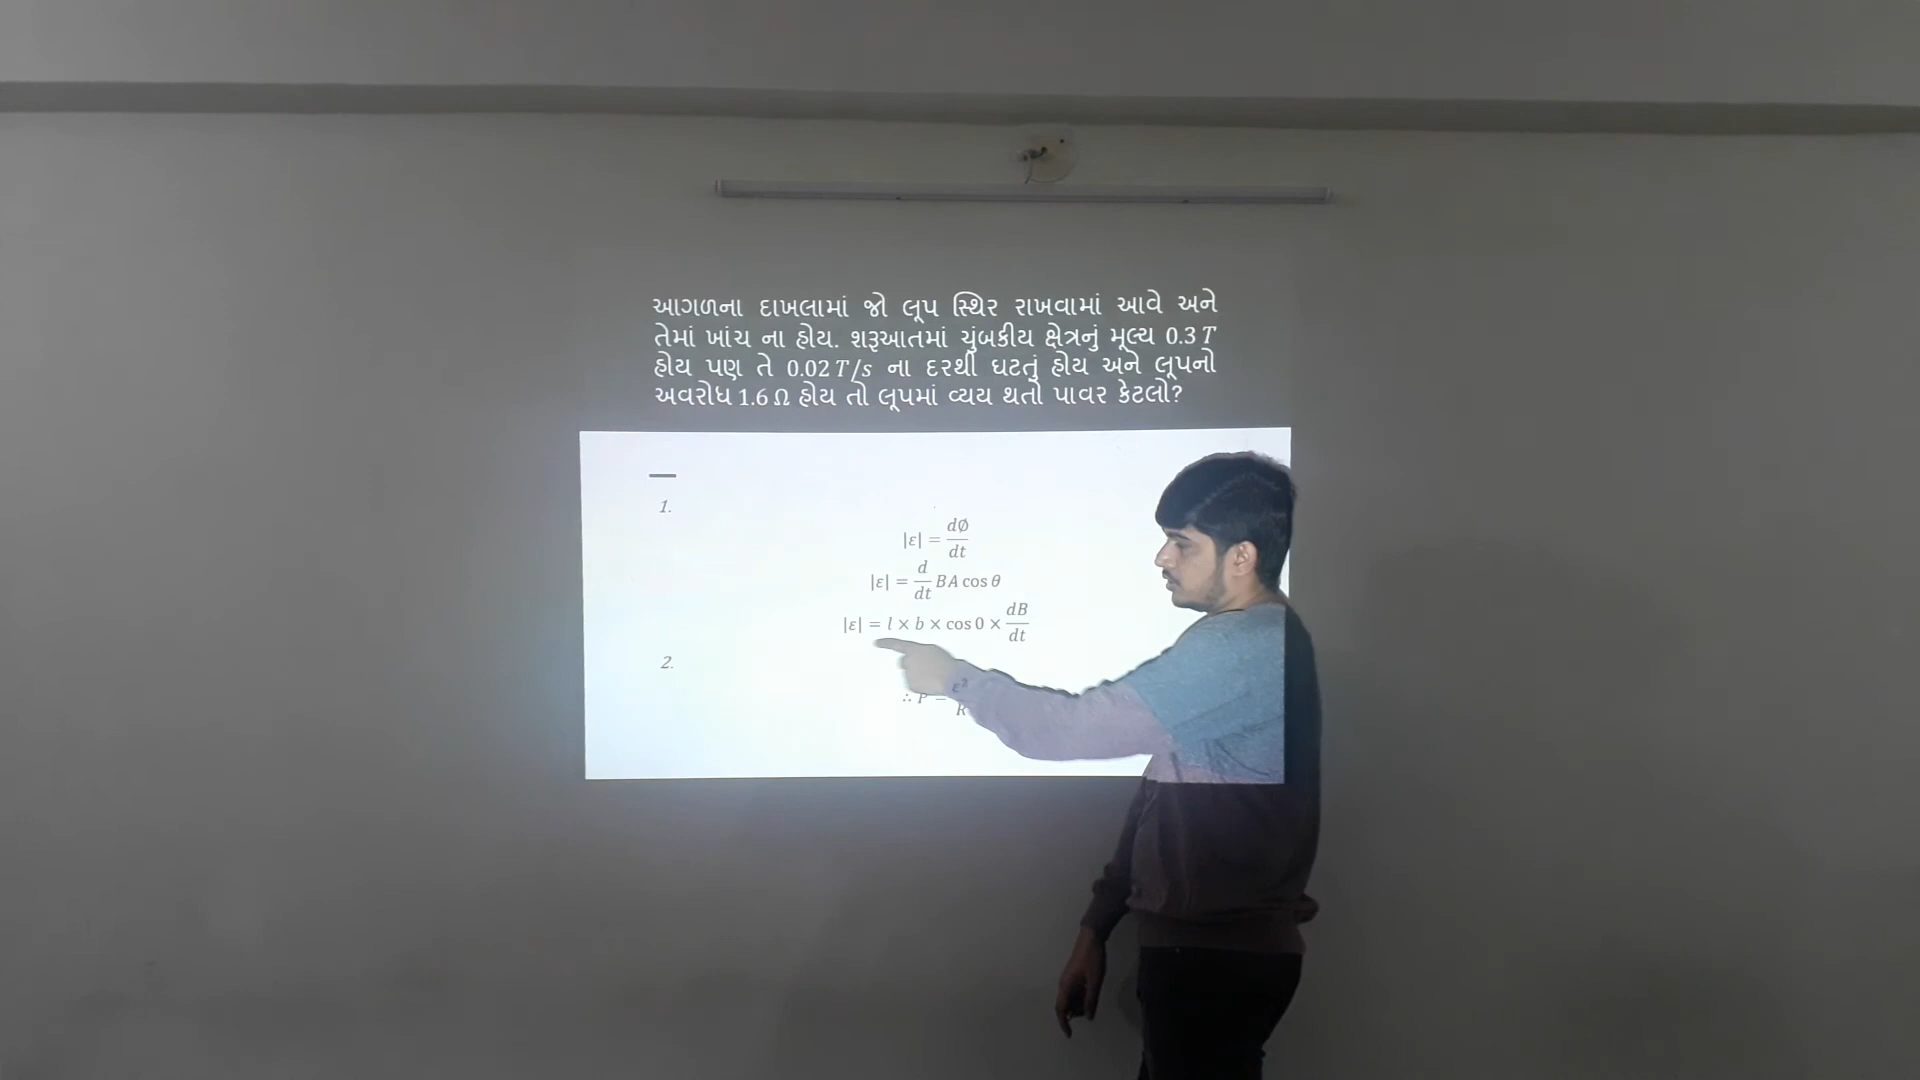 આગળના દાખલામાં જો લૂપ સ્થિર રાખવામાં આવે અને
તેમાં ખાંચ ના હોય. શરૂઆતમાં ચુંબકીય ક્ષેત્રનું મૂલ્ય 0.3 T
હોય પણ તે 0.02 T/s ના દરથી ઘટતું હોય અને લૂપનો
અવરોધ 1.6 Ω હોય તો લૂપમાં વ્યય થતો પાવર કેટલો?
1.
|ε| = dØ/dt
|ε| = d/dt BA cos θ
|ε| = l × b × cos 0 × dB/dt
2.
∴ P = ε²/R